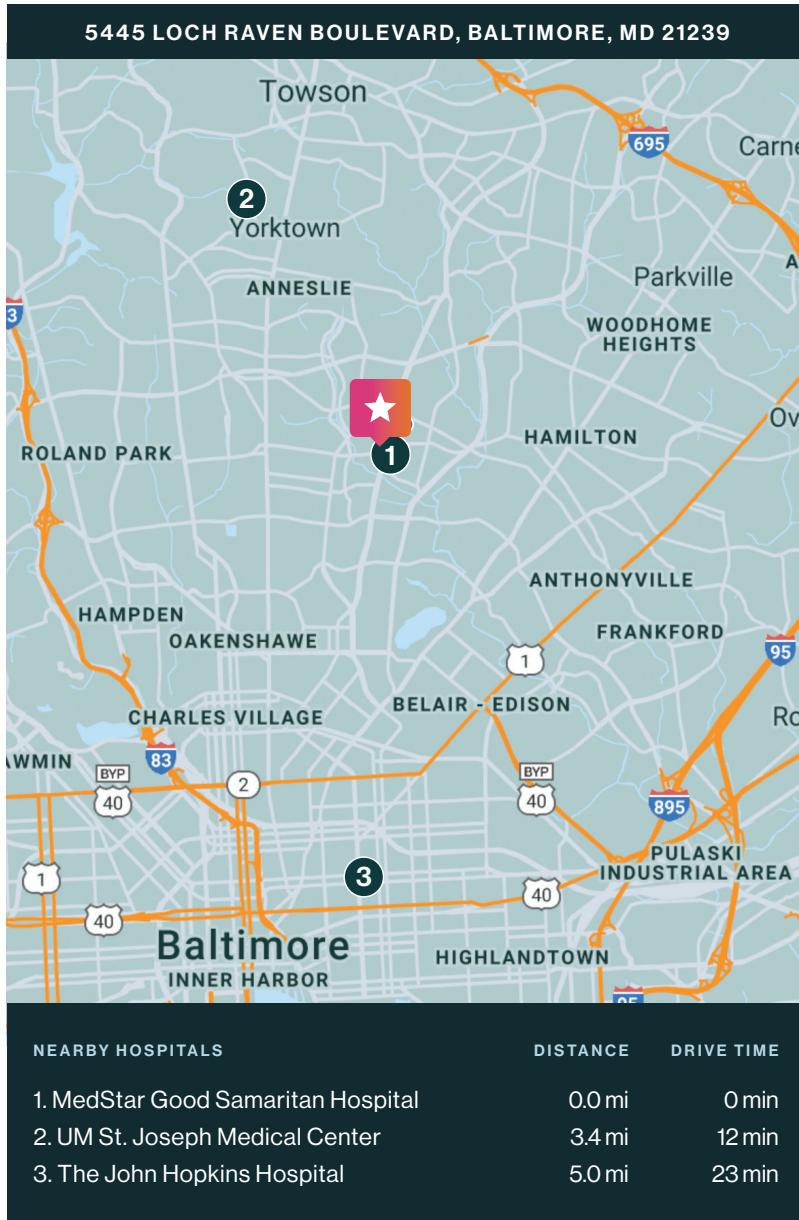 5445 LOCH RAVEN BOULEVARD, BALTIMORE, MD 21239
Towson
695
Carne
2
Yorktown
ANNESLIE
Parkville
A
3
WOODHOME
HEIGHTS
Ov
HAMILTON
ROLAND PARK
1
ANTHONYVILLE
HAMPDEN
FRANKFORD
OAKENSHAWE
95
1
BELAIR - EDISON
CHARLES VILLAGE
Ro
AWMIN
83
BYP
40
2
BYP
40
895
PULASKI
INDUSTRIAL AREA
1
3
40
40
Baltimore
HIGHLANDTOWN
INNER HARBOR
95
NEARBY HOSPITALS DISTANCE DRIVE TIME
1. MedStar Good Samaritan Hospital 0.0 mi 0 min
2. UM St. Joseph Medical Center 3.4 mi 12 min
3. The John Hopkins Hospital 5.0 mi 23 min